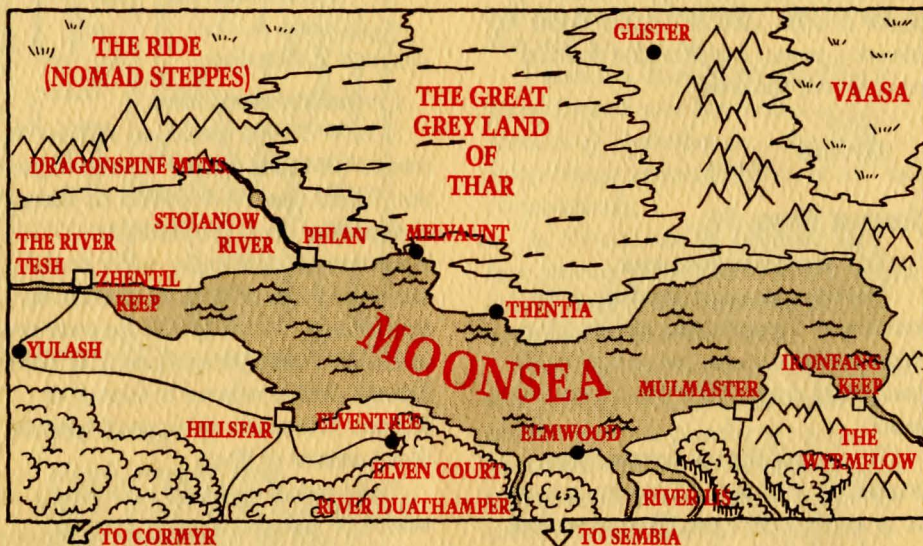 GLISTER
THE RIDE
(NOMAD STEPPES)
THE GREAT
GREY LAND
OF
THAR
VAASA
DRAGONSPINE MTNS.
STOJANOW
RIVER
PHLAN
MELVAUNT
THE RIVER
TESH
ZHENTIL
KEEP
THENTIA
YULASH
MOONSEA
MULMASTER
IRONFANG
KEEP
HILLSFAR
ELVENTREE
ELMWOOD
THE
WYRMFLOW
ELVEN COURT
RIVER DUATHAMPER
RIVER LIS
TO CORMYR
TO SEMBIA